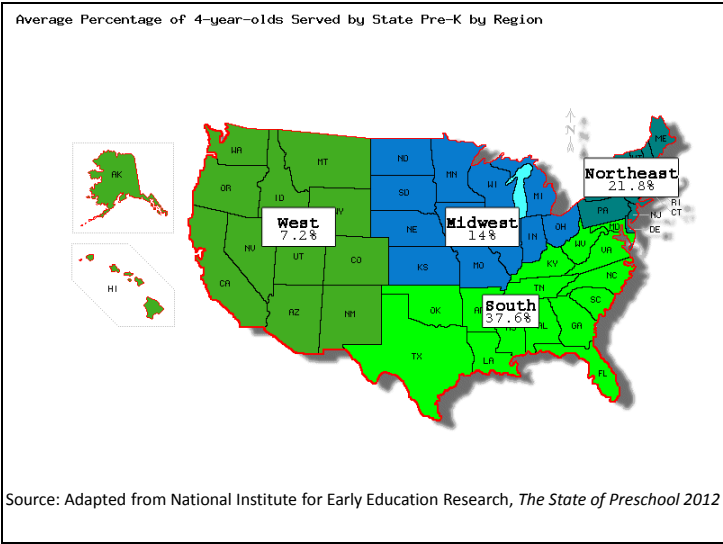 Average Percentage of 4-year-olds Served by State Pre-K by Region
N
N
WA
MT
ND
MN
ME
AK
OR
ID
SD
WI
MI
Northeast
21.8%
RI
CT
NJ
DE
PA
West
7.2%
Midwest
14%
NE
IN
OH
NV
UT
CO
KS
MO
KY
WV
VA
MD
HI
CA
AZ
NM
OK
TN
NC
SC
South
37.6%
AL
GA
TX
LA
FL
Source: Adapted from National Institute for Early Education Research, The State of Preschool 2012